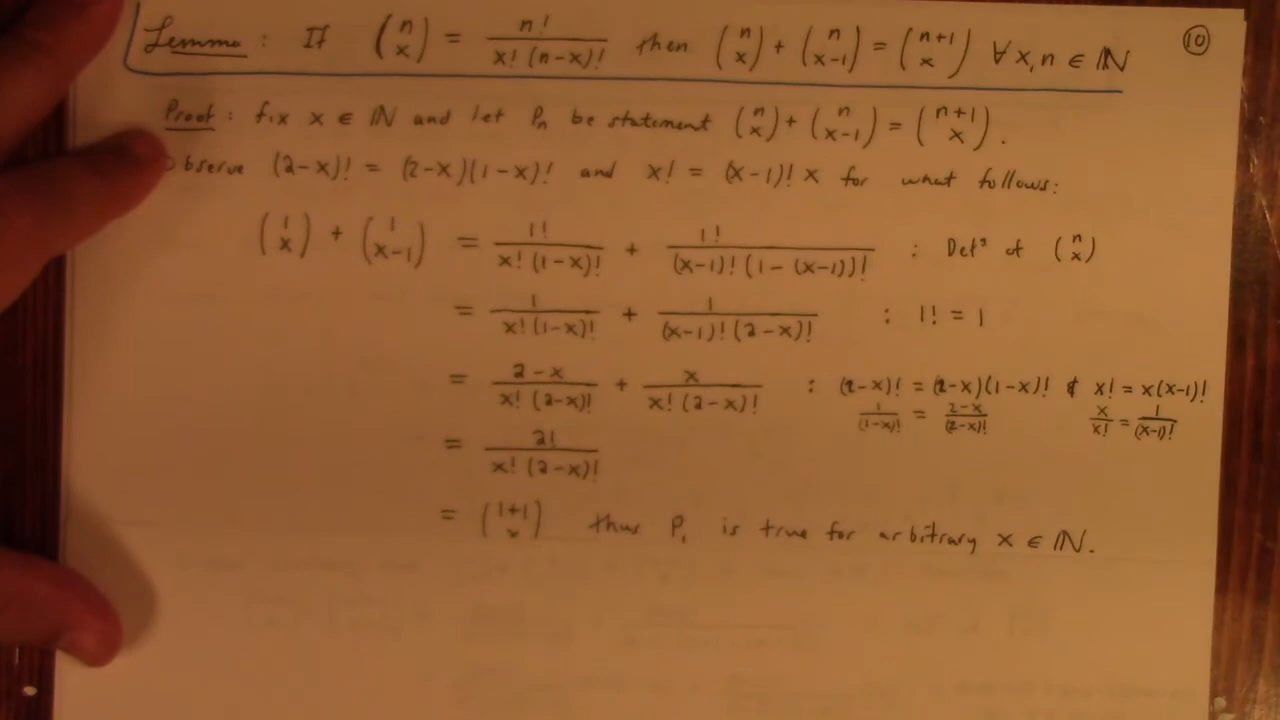 Lemma : If (n x) = n! / x! (n-x)! then (n x) + (n x-1) = (n+1 x) ∀ x, n ∈ ℕ
10
Proof : fix x ∈ ℕ and let Pn be statement (n x) + (n x-1) = (n+1 x) .
Observe (2-x)! = (2-x)(1-x)! and x! = (x-1)! x for what follows:
(1 x) + (1 x-1) = 1! / x! (1-x)! + 1! / (x-1)! (1-(x-1))! : Defⁿ of (n x)
= 1 / x! (1-x)! + 1 / (x-1)! (2-x)! : 1! = 1
= 2-x / x! (2-x)! + x / x! (2-x)! : (2-x)! = (2-x)(1-x)! & x! = x(x-1)!
1 / (1-x)! = 2-x / (2-x)! x / x! = 1 / (x-1)!
= 2! / x! (2-x)!
= (1+1 x) thus P₁ is true for arbitrary x ∈ ℕ.